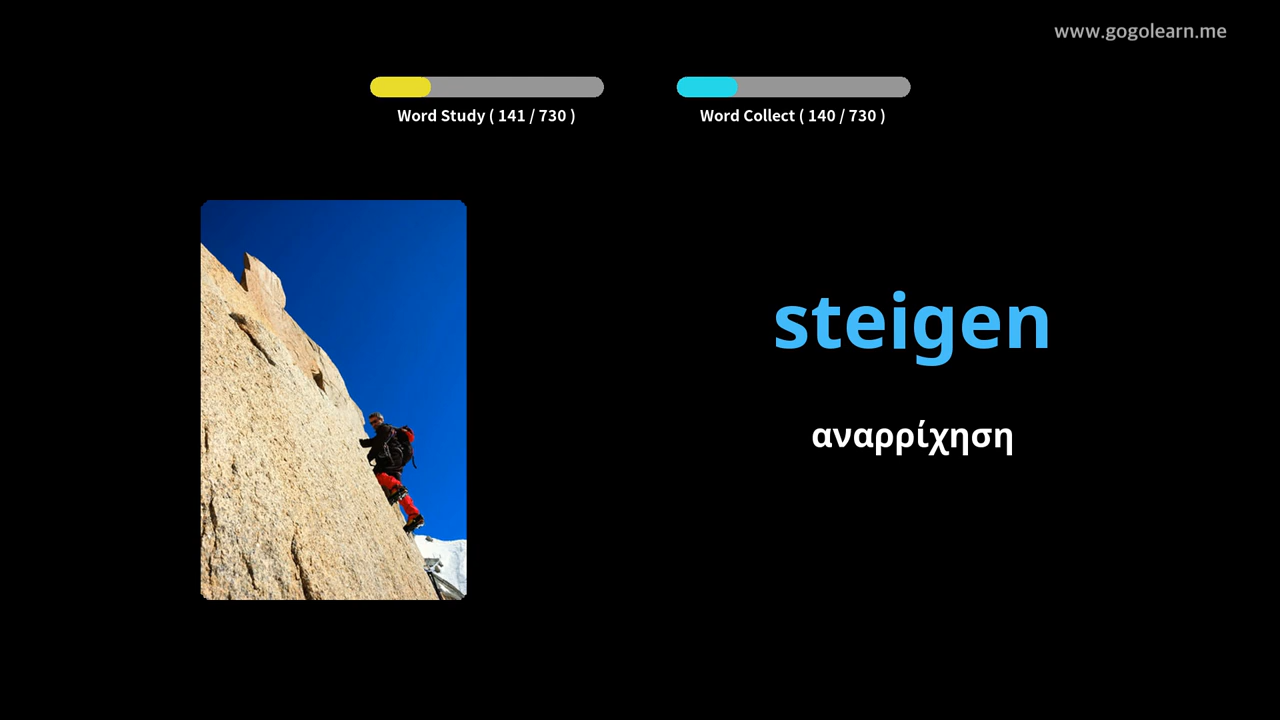 www.gogolearn.me
Word Study ( 141 / 730 )
Word Collect ( 140 / 730 )
steigen
αναρρίχηση